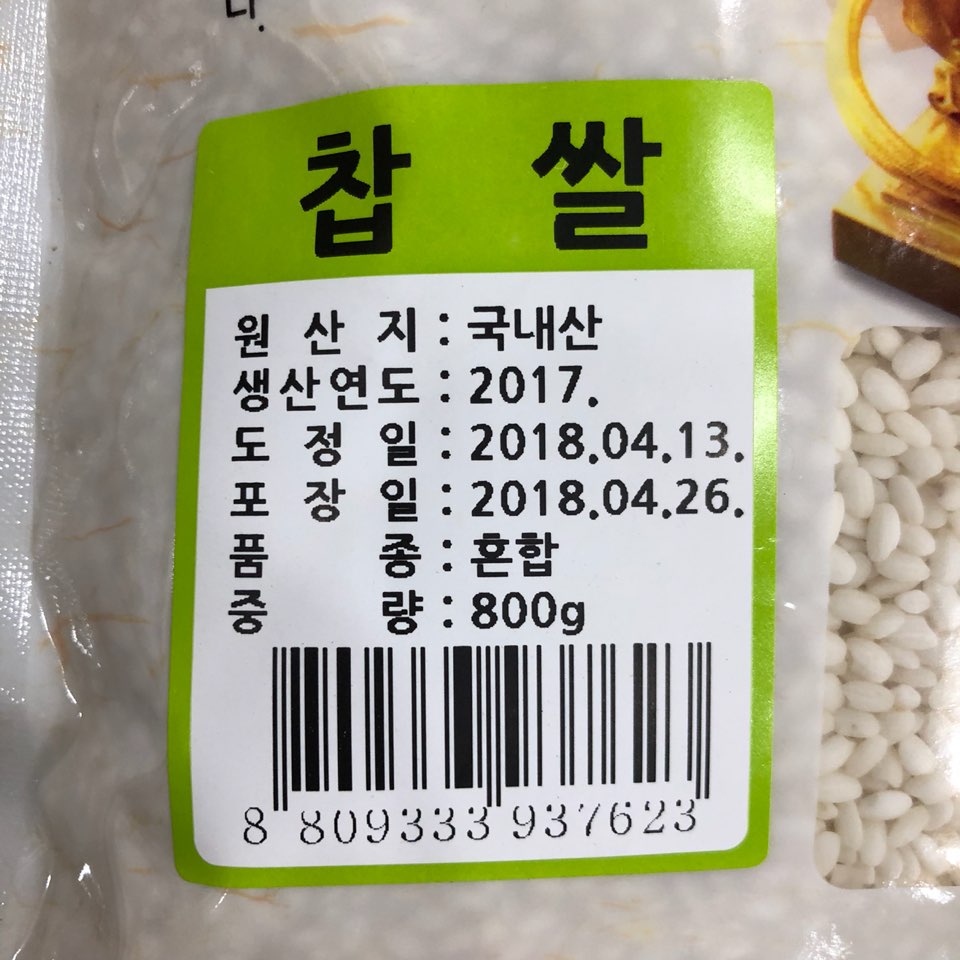 다.
찹 쌀
원 산 지 : 국내산
생산연도 : 2017.
도 정 일 : 2018.04.13.
포 장 일 : 2018.04.26.
품 종 : 혼합
중 량 : 800g
8 809333 937623